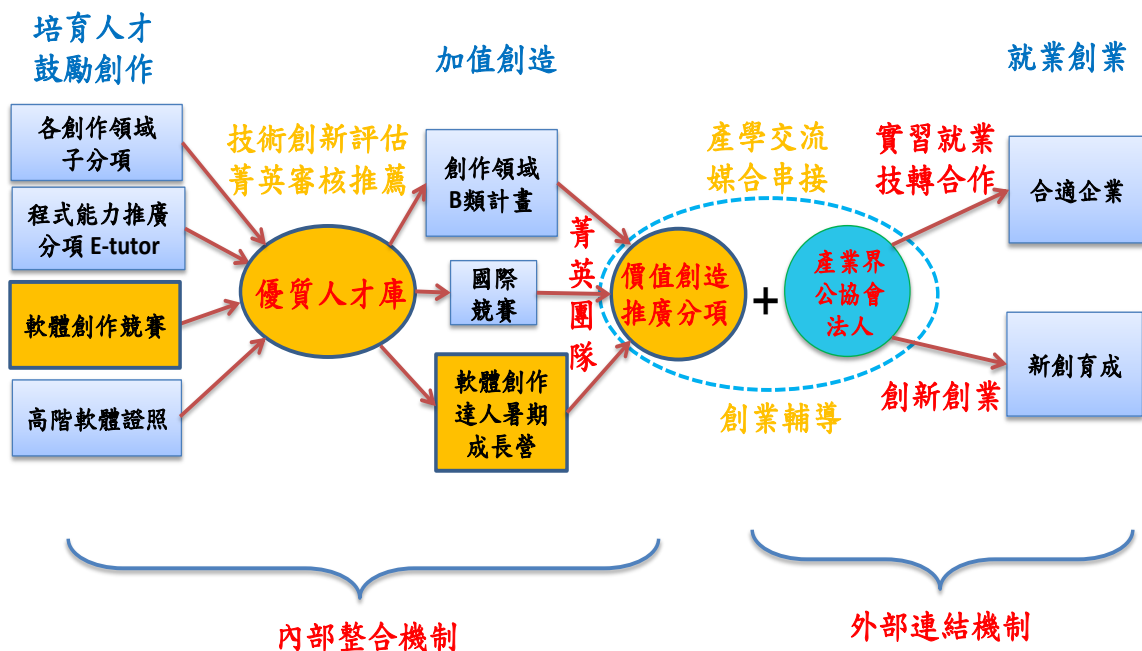 培育人才
鼓勵創作
加值創造
就業創業
各創作領域
子分項
程式能力推廣
分項 E-tutor
軟體創作競賽
高階軟體證照
技術創新評估
菁英審核推薦
優質人才庫
創作領域
B類計畫
國際
競賽
軟體創作
達人暑期
成長營
菁
英
團
隊
產學交流
媒合串接
價值創造
推廣分項
+
產業界
公協會
法人
創業輔導
實習就業
技轉合作
創新創業
合適企業
新創育成
內部整合機制
外部連結機制